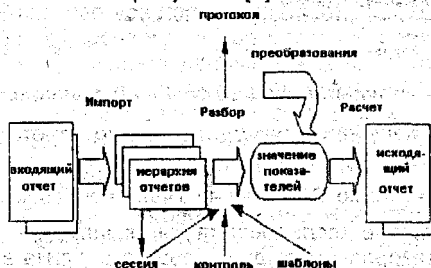 протокол
преобразования
Импорт
Разбор
Расчет
входящий
отчет
иерархия
отчетов
значение
показа-
телей
исходя-
щий
отчет
сессия
контроль
шаблоны